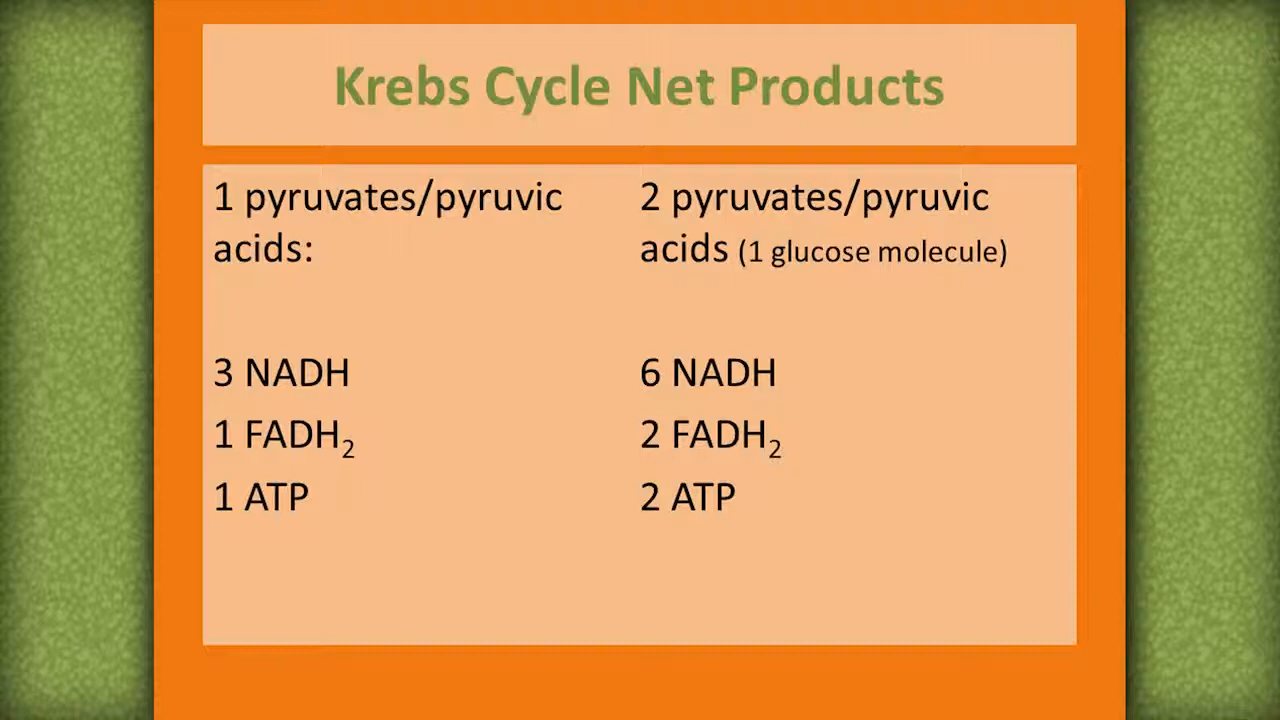 Krebs Cycle Net Products
1 pyruvates/pyruvic
acids:
3 NADH
1 FADH₂
1 ATP
2 pyruvates/pyruvic
acids (1 glucose molecule)
6 NADH
2 FADH₂
2 ATP